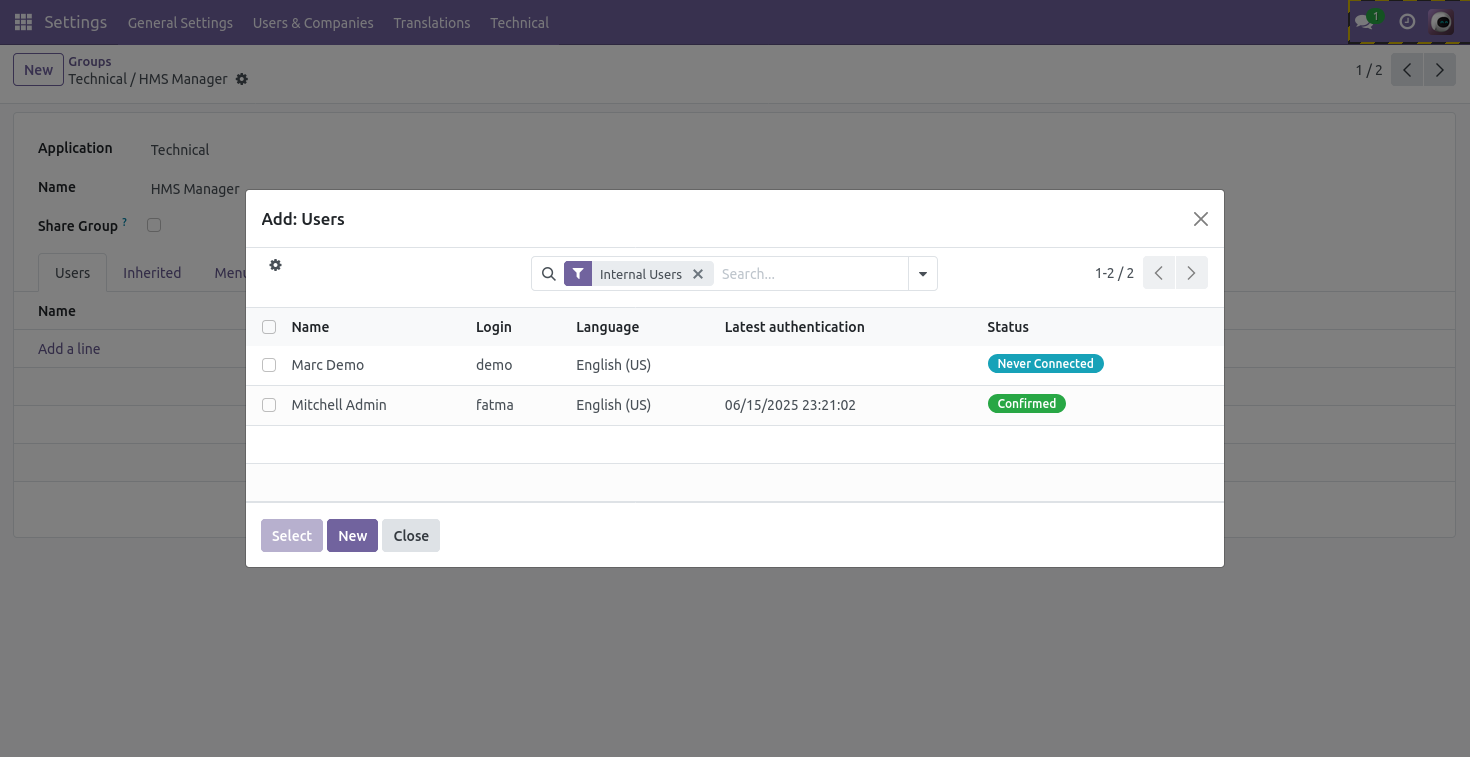 Settings General Settings Users & Companies Translations Technical 1
New Groups
Technical / HMS Manager 1 / 2
Application Technical
Name HMS Manager
Share Group ?
Users Inherited Menu
Name
Add a line
Add: Users
Internal Users Search... 1-2 / 2
Name Login Language Latest authentication Status
Marc Demo demo English (US) Never Connected
Mitchell Admin fatma English (US) 06/15/2025 23:21:02 Confirmed
Select New Close